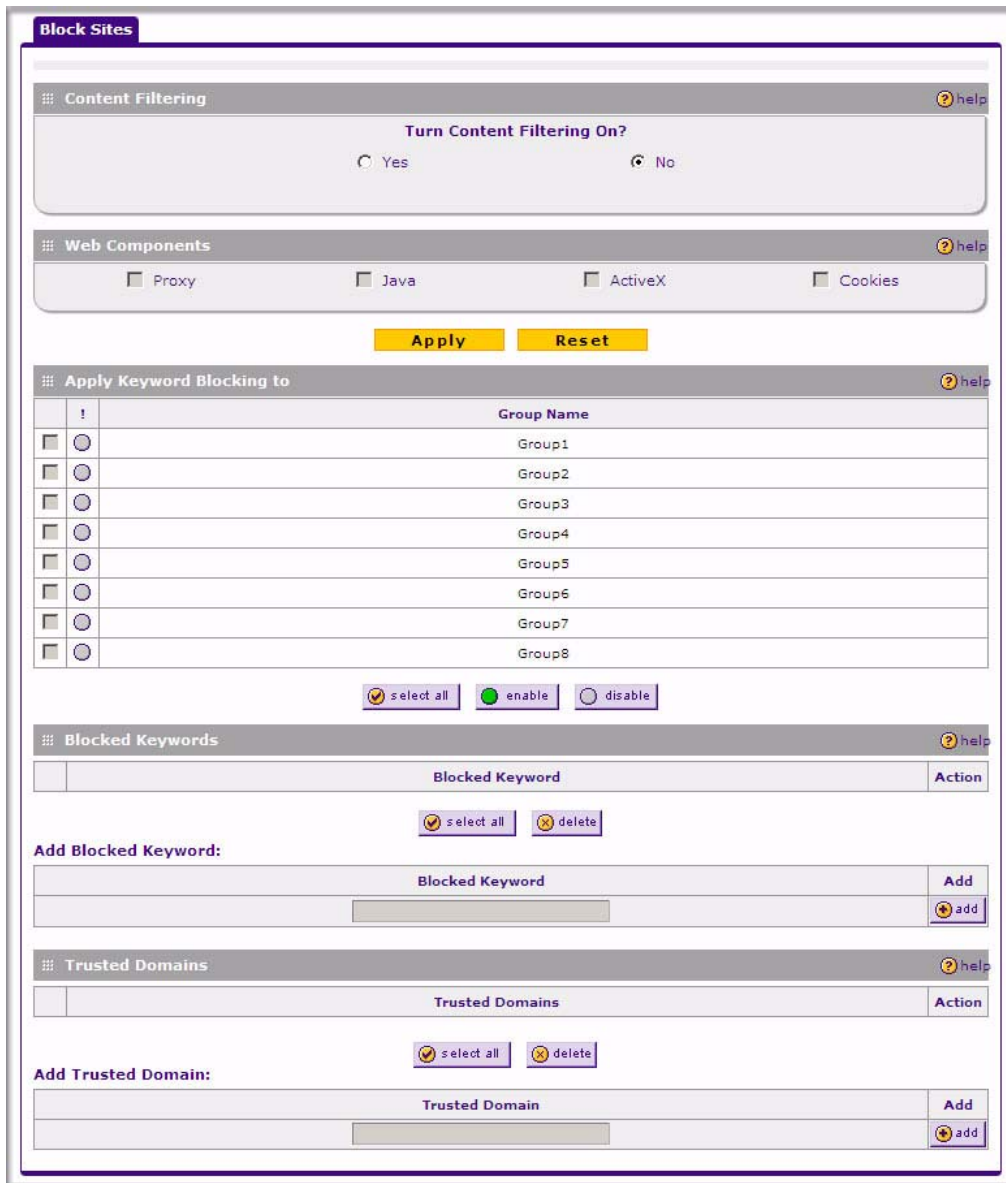 Block Sites
Content Filtering
help
Turn Content Filtering On?
Yes
No
Web Components
help
Proxy
Java
ActiveX
Cookies
Apply
Reset
Apply Keyword Blocking to
help
!
Group Name
Group1
Group2
Group3
Group4
Group5
Group6
Group7
Group8
select all
enable
disable
Blocked Keywords
help
Blocked Keyword
Action
select all
delete
Add Blocked Keyword:
Blocked Keyword
Add
add
Trusted Domains
help
Trusted Domains
Action
select all
delete
Add Trusted Domain:
Trusted Domain
Add
add